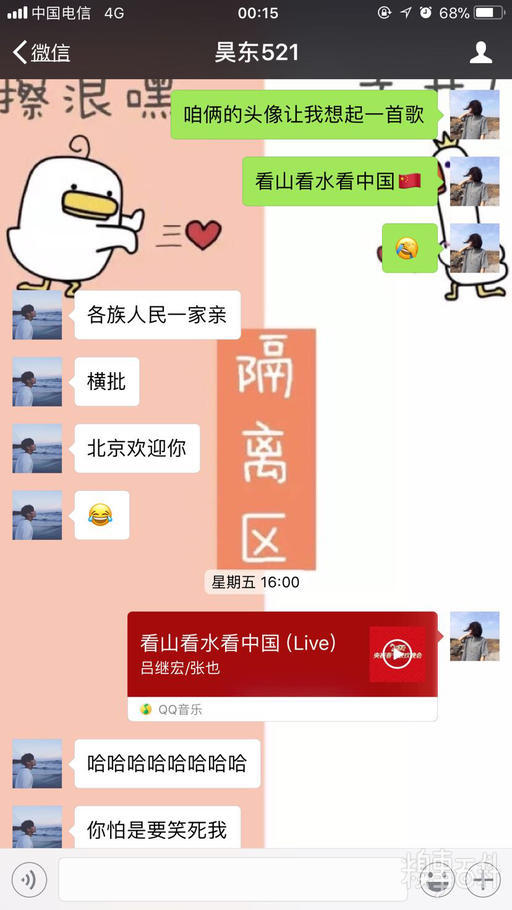 中国电信 4G 00:15 68%
微信 昊东521
擦浪嘿
咱俩的头像让我想起一首歌
看山看水看中国🇨🇳
各族人民一家亲
横批
北京欢迎你
隔
离
区
星期五 16:00
看山看水看中国 (Live)
吕继宏/张也
QQ音乐
哈哈哈哈哈哈哈哈
你怕是要笑死我